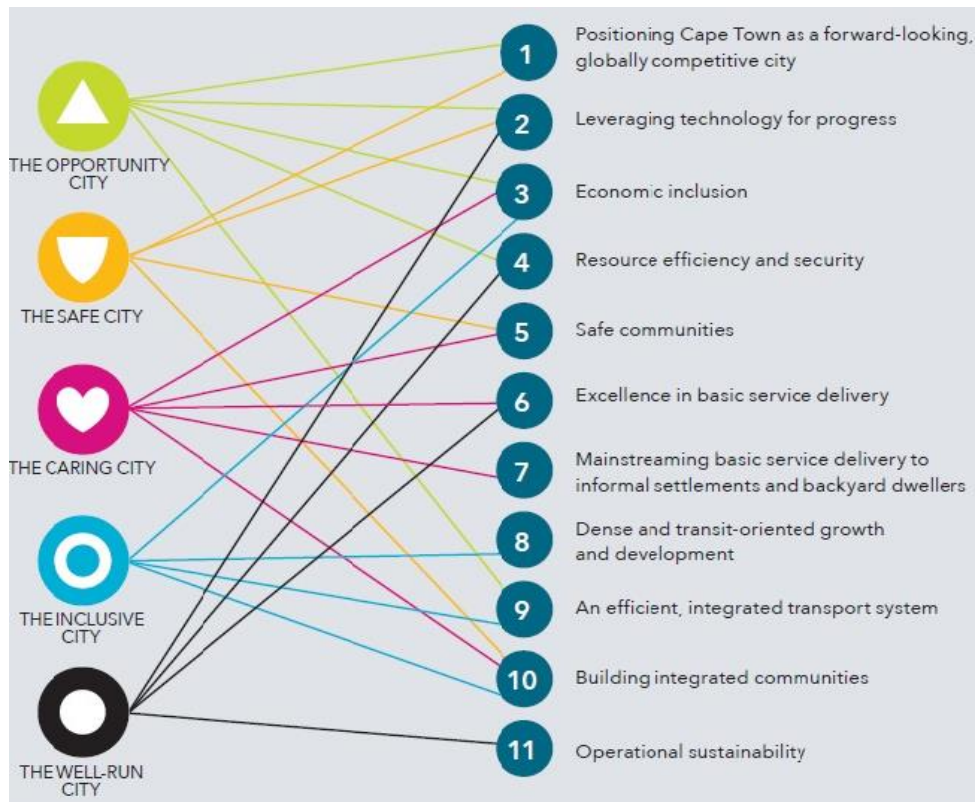 THE OPPORTUNITY
CITY
THE SAFE CITY
THE CARING CITY
THE INCLUSIVE
CITY
THE WELL-RUN
CITY
1
Positioning Cape Town as a forward-looking,
globally competitive city
2
Leveraging technology for progress
3
Economic inclusion
4
Resource efficiency and security
5
Safe communities
6
Excellence in basic service delivery
7
Mainstreaming basic service delivery to
informal settlements and backyard dwellers
8
Dense and transit-oriented growth
and development
9
An efficient, integrated transport system
10
Building integrated communities
11
Operational sustainability